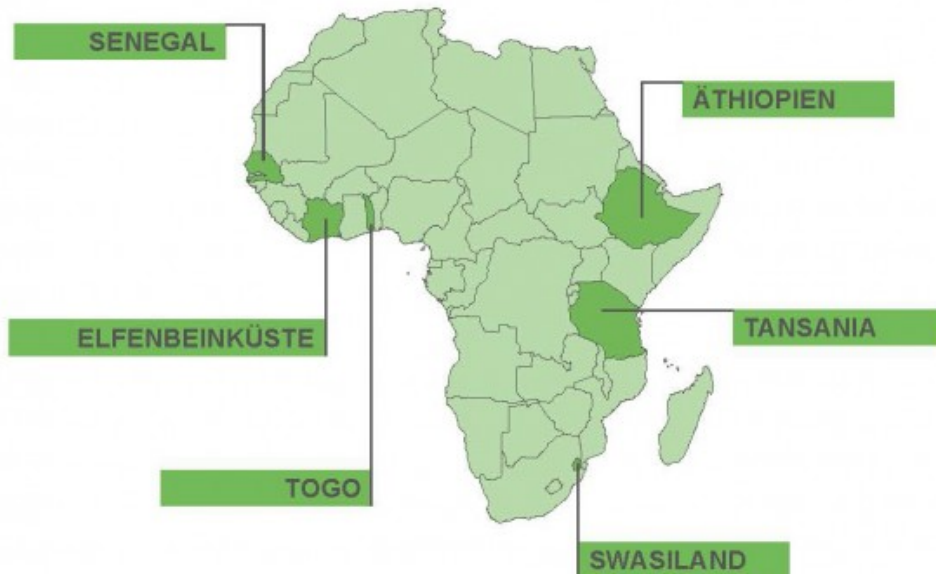 SENEGAL
ÄTHIOPIEN
ELFENBEINKÜSTE
TANSANIA
TOGO
SWASILAND